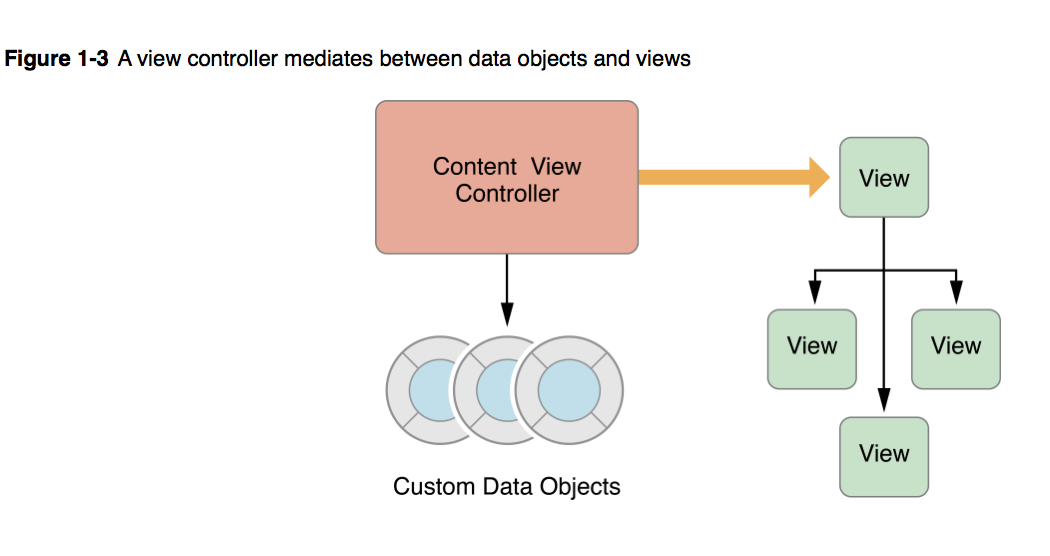 Figure 1-3 A view controller mediates between data objects and views
Content View
Controller
View
View
View
View
Custom Data Objects